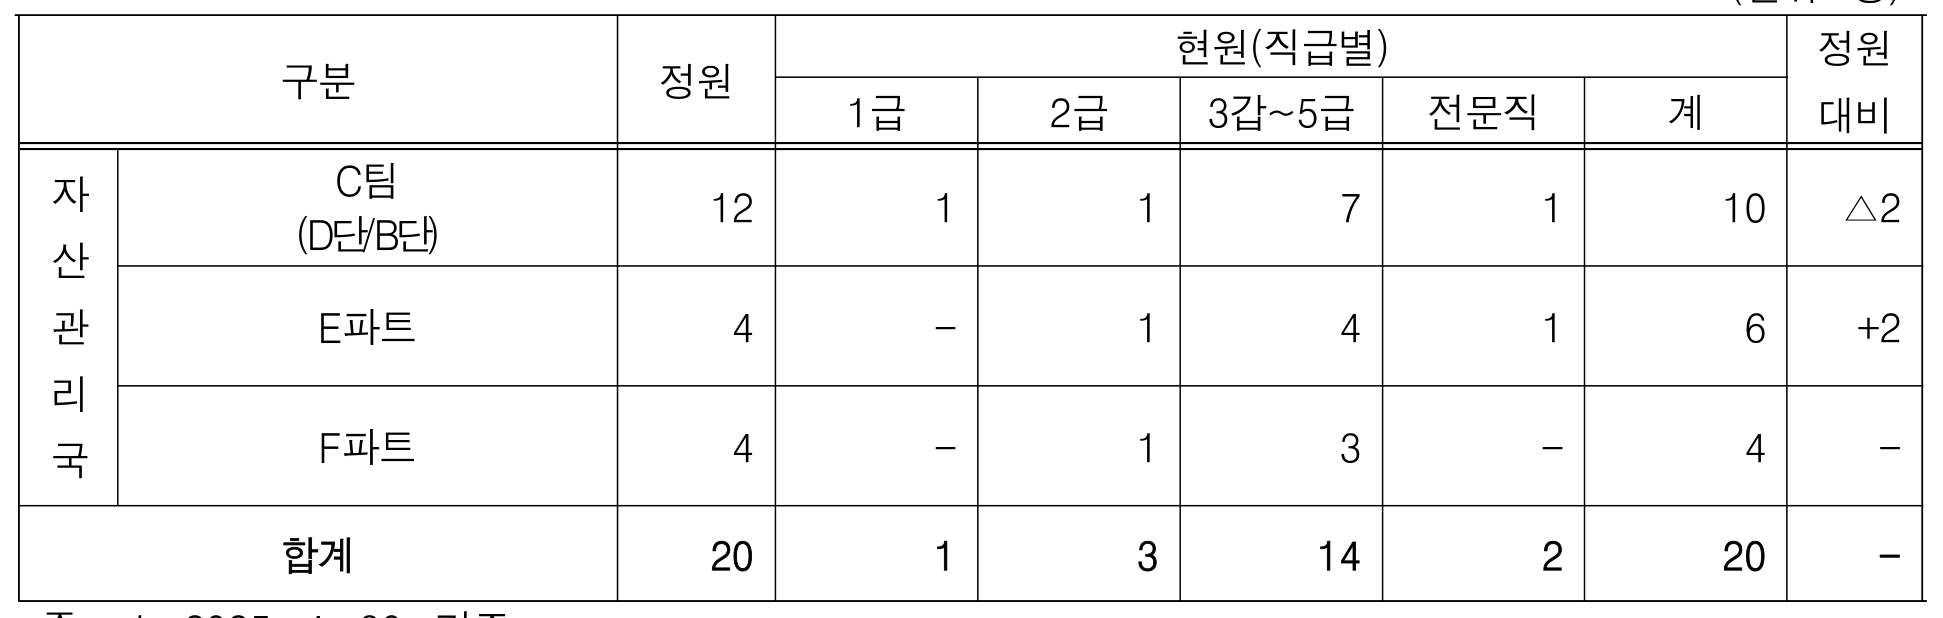 구분 정원 현원(직급별) 정원 대비
1급 2급 3갑~5급 전문직 계
자산관리국
C팀 (D단/B단) 12 1 1 7 1 10 △2
E파트 4 - 1 4 1 6 +2
F파트 4 - 1 3 - 4 -
합계 20 1 3 14 2 20 -